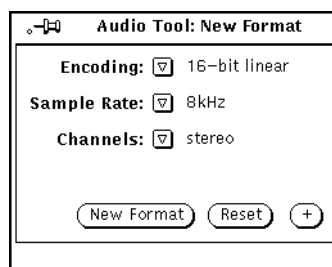 Audio Tool: New Format
Encoding: 16-bit linear
Sample Rate: 8kHz
Channels: stereo
New Format Reset +